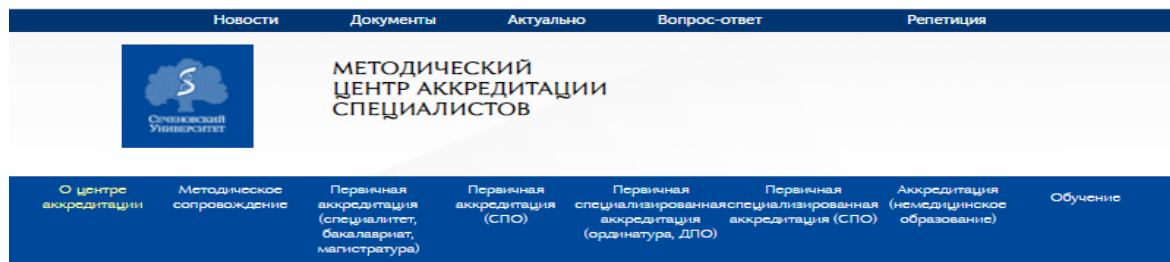 Новости Документы Актуально Вопрос-ответ Репетиция
S
Сеченовский
Университет
МЕТОДИЧЕСКИЙ
ЦЕНТР АККРЕДИТАЦИИ
СПЕЦИАЛИСТОВ
О центре
аккредитации
Методическое
сопровождение
Первичная
аккредитация
(специалитет,
бакалавриат,
магистратура)
Первичная
аккредитация
(СПО)
Первичная
специализированная
аккредитация
(ординатура, ДПО)
Первичная
специализированная
аккредитация (СПО)
Аккредитация
(немедицинское
образование)
Обучение